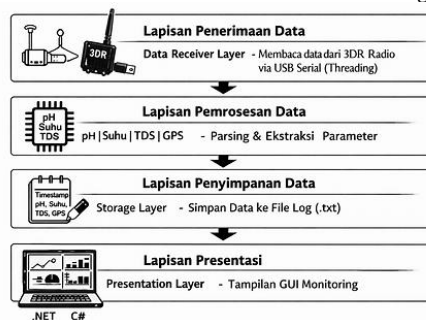 Lapisan Penerimaan Data
3DR
Data Receiver Layer - Membaca data dari 3DR Radio
via USB Serial (Threading)
Lapisan Pemrosesan Data
pH
Suhu
TDS
pH | Suhu | TDS | GPS - Parsing & Ekstraksi Parameter
Lapisan Penyimpanan Data
Timestamp
pH, Suhu,
TDS, GPS
Storage Layer - Simpan Data ke File Log (.txt)
Lapisan Presentasi
Presentation Layer - Tampilan GUI Monitoring
.NET C#